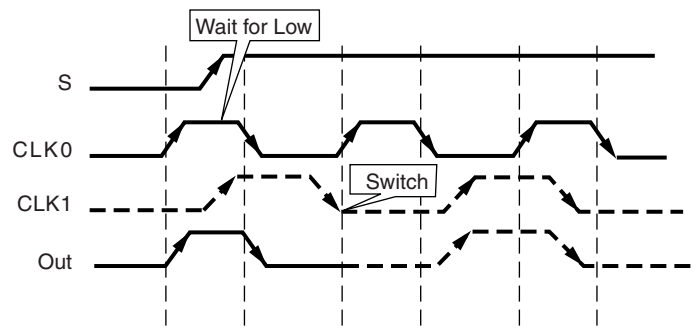 Wait for Low
S
CLK0
CLK1
Switch
Out